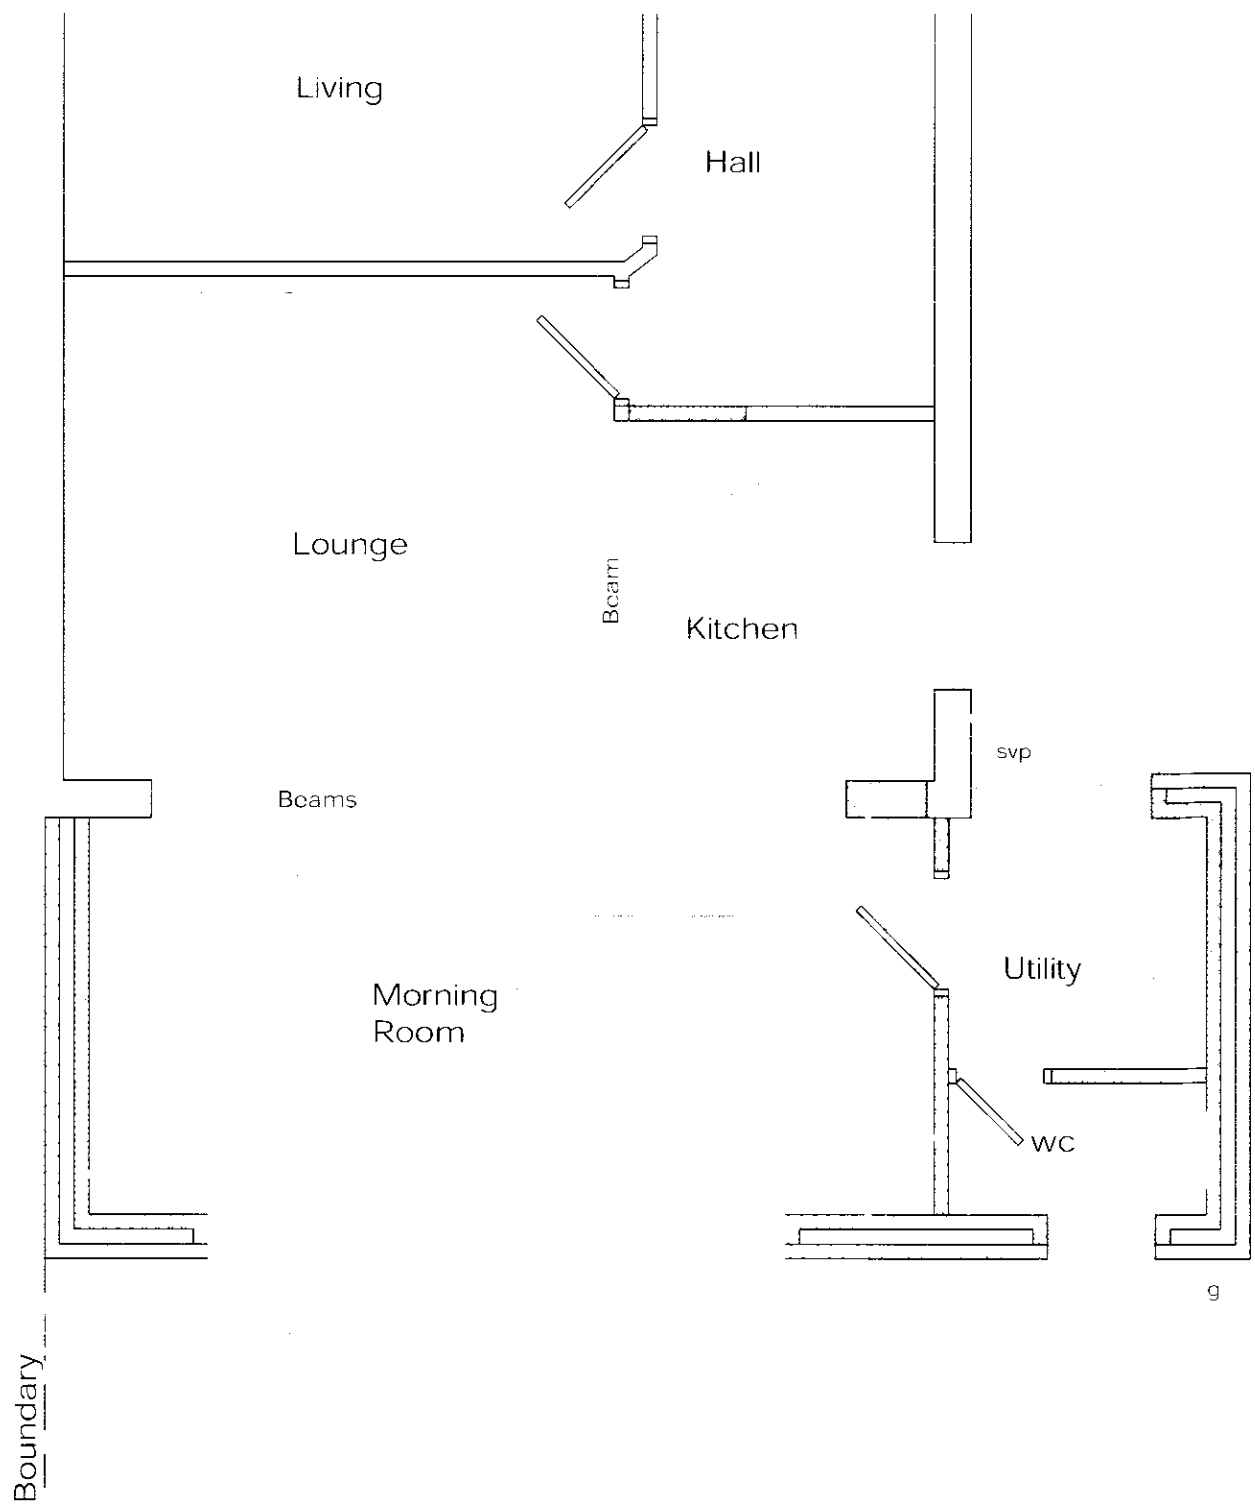 Living
Hall
Lounge
Beam
Kitchen
svp
Beams
Utility
Morning
Room
WC
g
Boundary